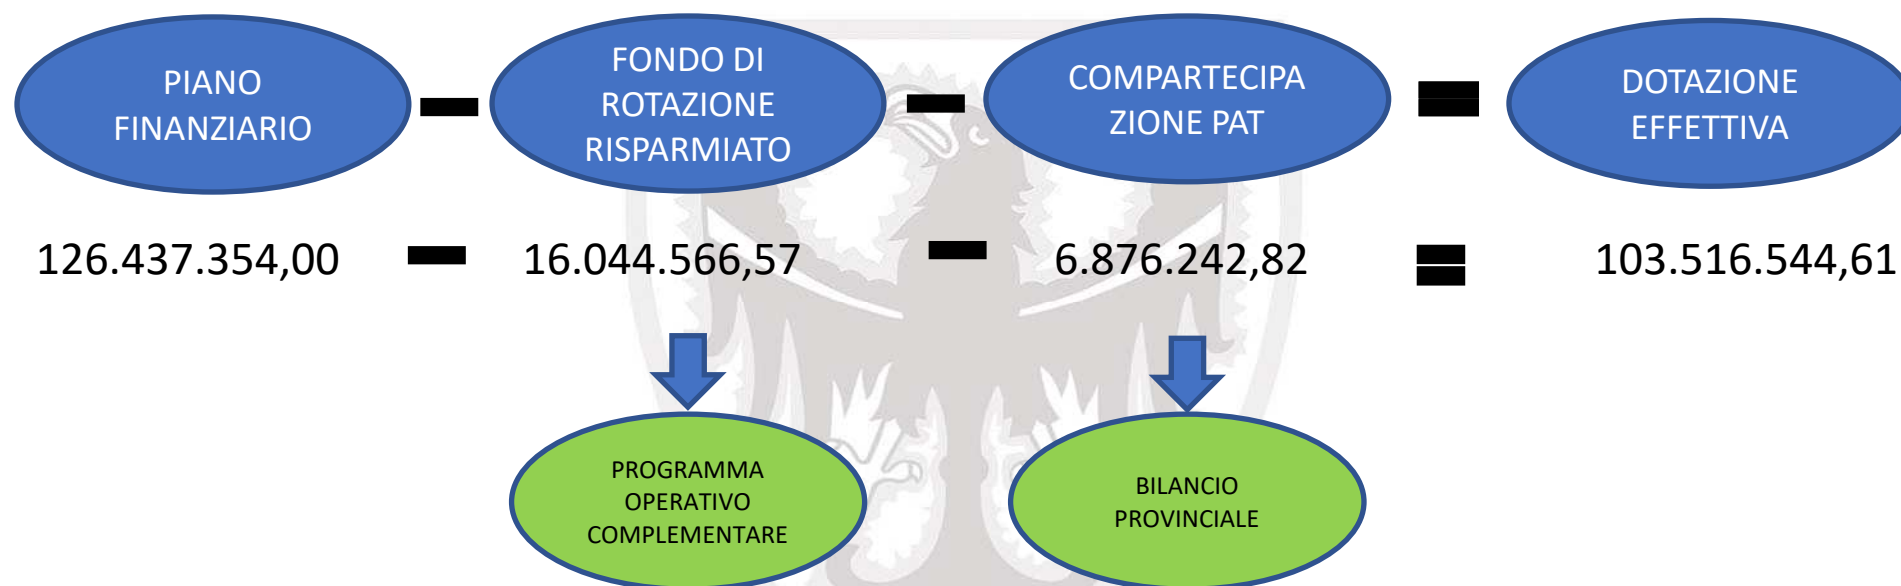 PIANO
FINANZIARIO
FONDO DI
ROTAZIONE
RISPARMIATO
COMPARTECIPA
ZIONE PAT
DOTAZIONE
EFFETTIVA
126.437.354,00
16.044.566,57
6.876.242,82
103.516.544,61
PROGRAMMA
OPERATIVO
COMPLEMENTARE
BILANCIO
PROVINCIALE